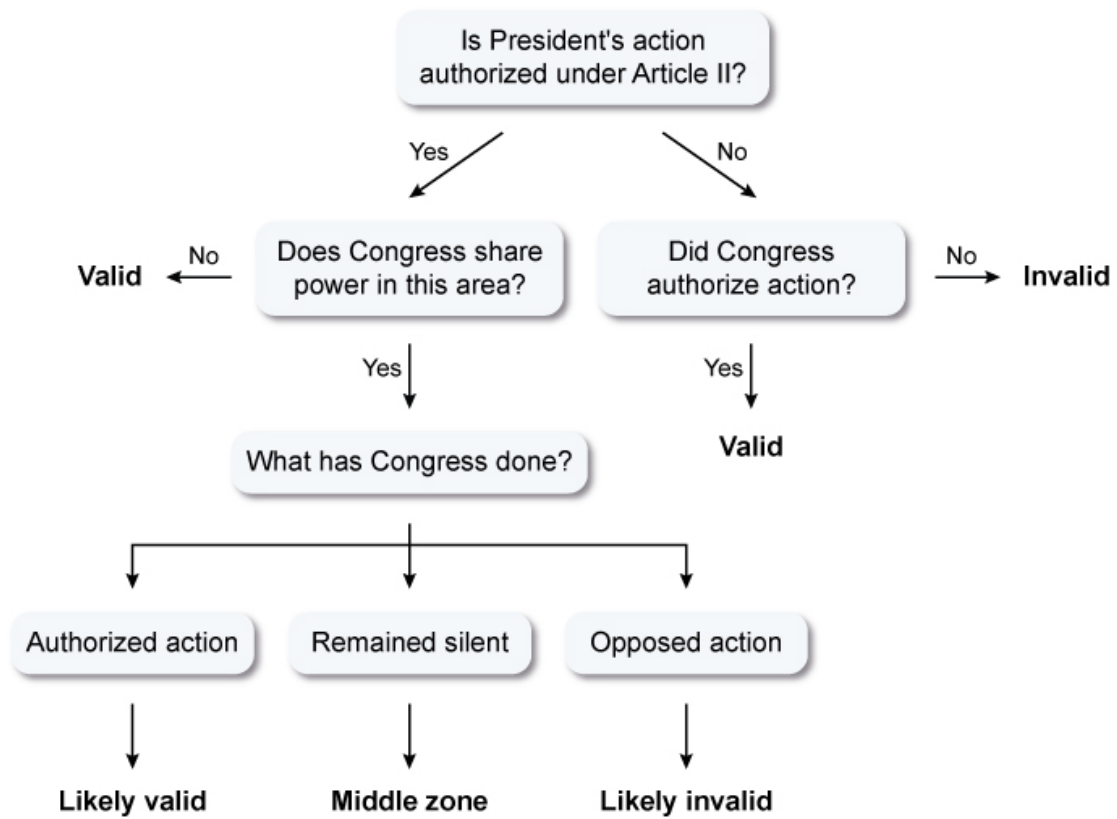 Is President's action
authorized under Article II?
Yes
No
Valid
No
Does Congress share
power in this area?
Did Congress
authorize action?
No
Invalid
Yes
Yes
Valid
What has Congress done?
Authorized action
Remained silent
Opposed action
Likely valid
Middle zone
Likely invalid